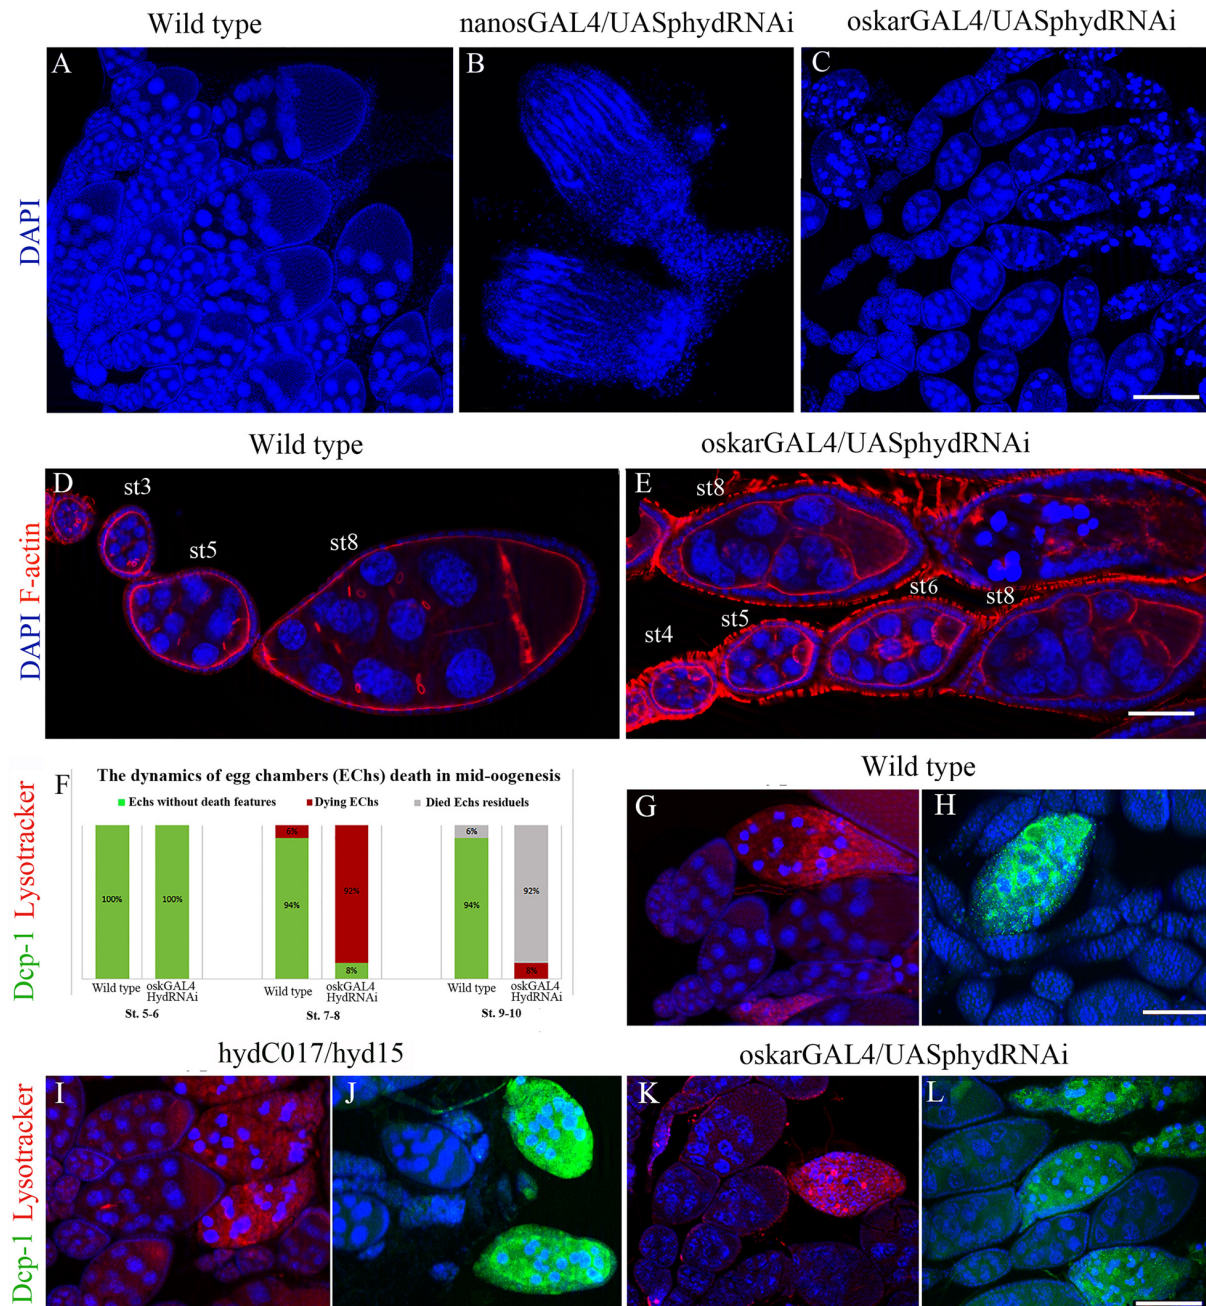 Wild type
nanosGAL4/UASphydRNAi
oskarGAL4/UASphydRNAi
A
B
C
DAPI
Wild type
oskarGAL4/UASphydRNAi
D
st3
st5
st8
E
st8
st6
st8
st5
st4
DAPI F-actin
F
The dynamics of egg chambers (EChs) death in mid-oogenesis
Echs without death features
Dying EChs
Died Echs residuels
100%
100%
6%
94%
92%
8%
6%
94%
92%
8%
Wild type
oskGAL4
HydRNAi
Wild type
oskGAL4
HydRNAi
Wild type
oskGAL4
HydRNAi
St. 5-6
St. 7-8
St. 9-10
Wild type
G
H
Dcp-1 Lysotracker
hydC017/hyd15
oskarGAL4/UASphydRNAi
I
J
K
L
Dcp-1 Lysotracker